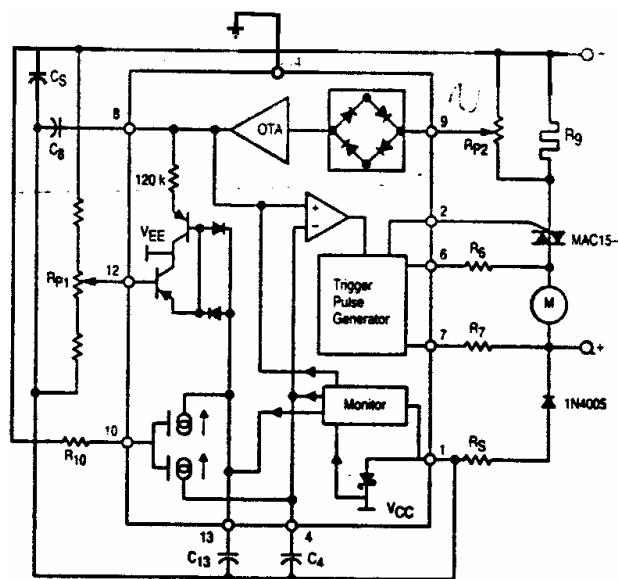 -
CS
8
OTA
9
R9
C8
RP2
120 k
2
VEE
+
-
MAC15-
6
R6
RP1
12
Trigger
Pulse
Generator
M
7
R7
+
Monitor
1N4005
10
1
RS
R10
VCC
13
4
C13
C4